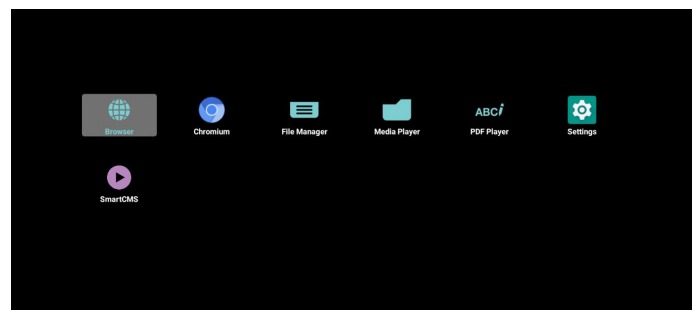 Browser
Chromium
File Manager
Media Player
ABCi
PDF Player
Settings
SmartCMS